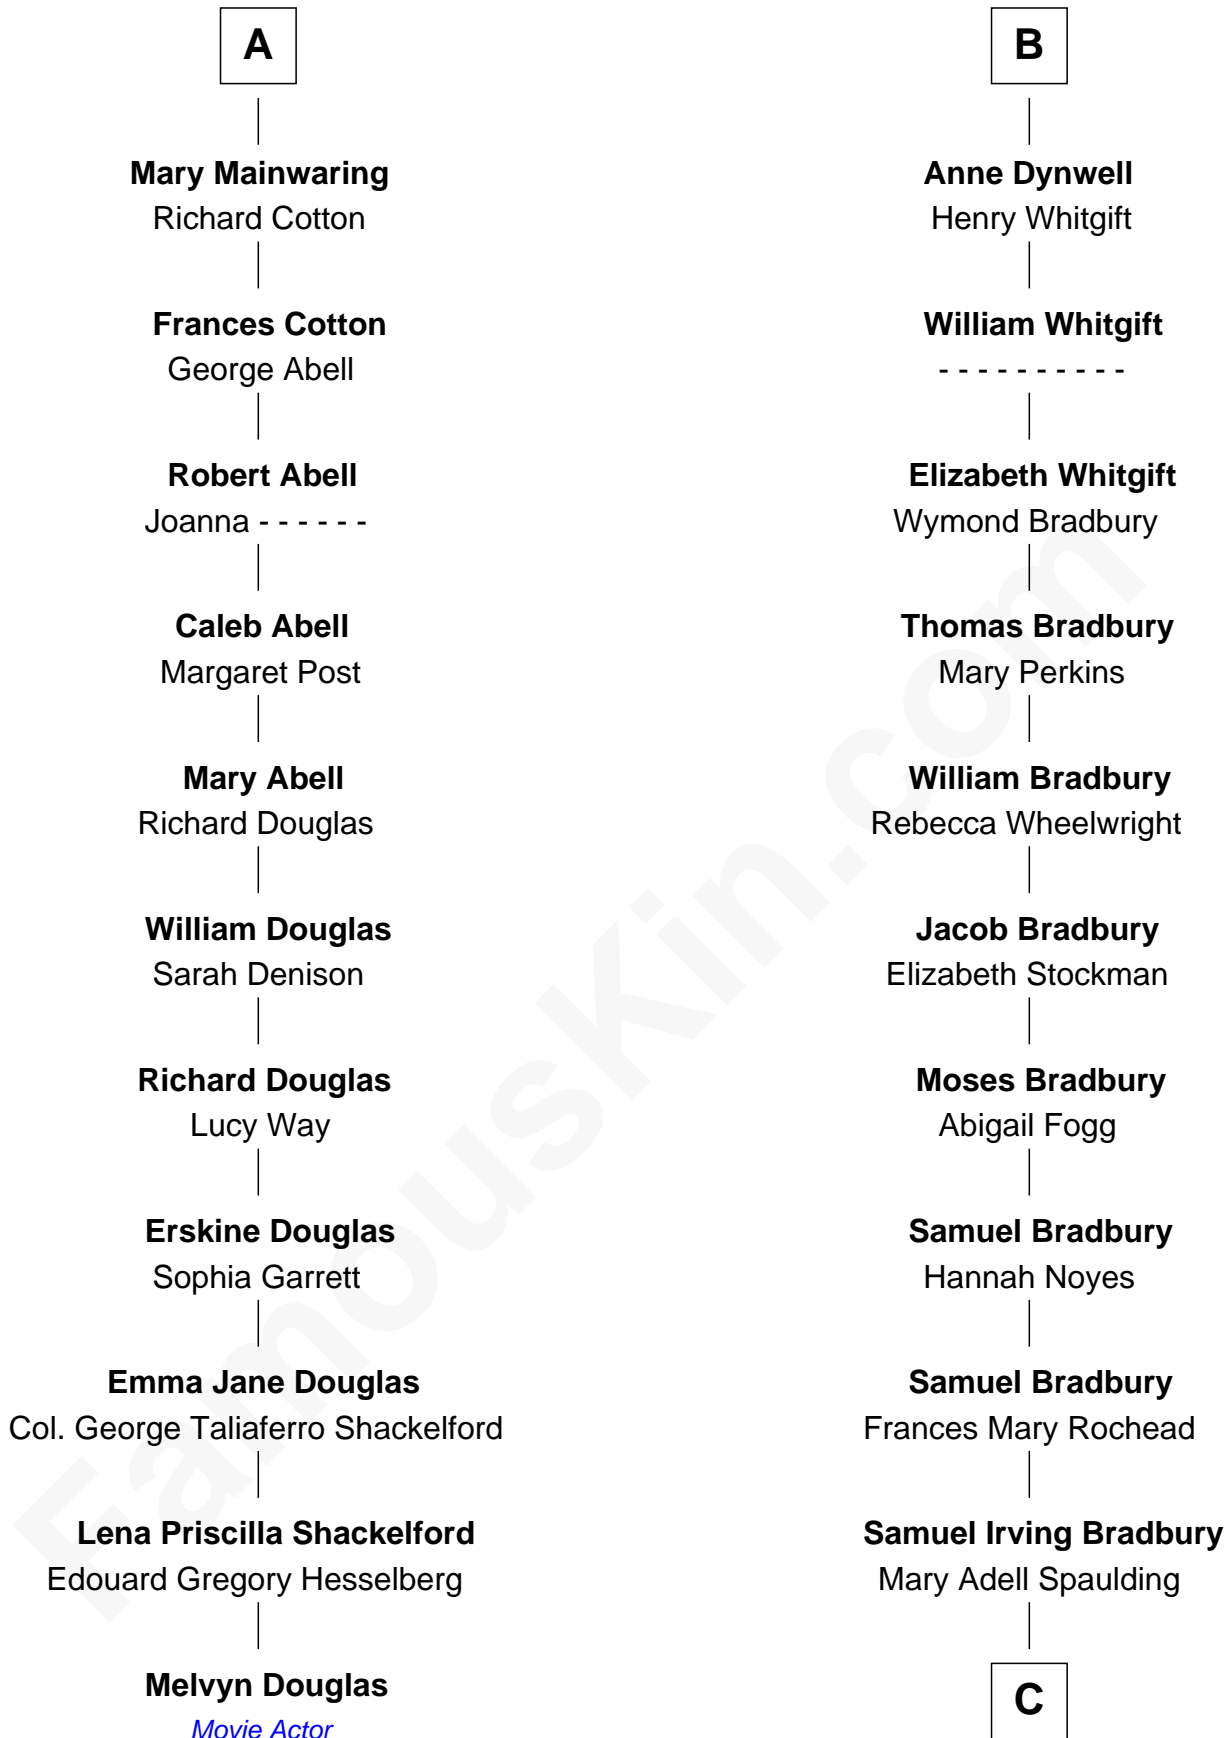 A
Mary Mainwaring
Richard Cotton
Frances Cotton
George Abell
Robert Abell
Joanna - - - - - -
Caleb Abell
Margaret Post
Mary Abell
Richard Douglas
William Douglas
Sarah Denison
Richard Douglas
Lucy Way
Erskine Douglas
Sophia Garrett
Emma Jane Douglas
Col. George Taliaferro Shackelford
Lena Priscilla Shackelford
Edouard Gregory Hesselberg
Melvyn Douglas
Movie Actor
B
Anne Dynwell
Henry Whitgift
William Whitgift
- - - - - - - - - -
Elizabeth Whitgift
Wymond Bradbury
Thomas Bradbury
Mary Perkins
William Bradbury
Rebecca Wheelwright
Jacob Bradbury
Elizabeth Stockman
Moses Bradbury
Abigail Fogg
Samuel Bradbury
Hannah Noyes
Samuel Bradbury
Frances Mary Rochead
Samuel Irving Bradbury
Mary Adell Spaulding
C
FamousKin.com